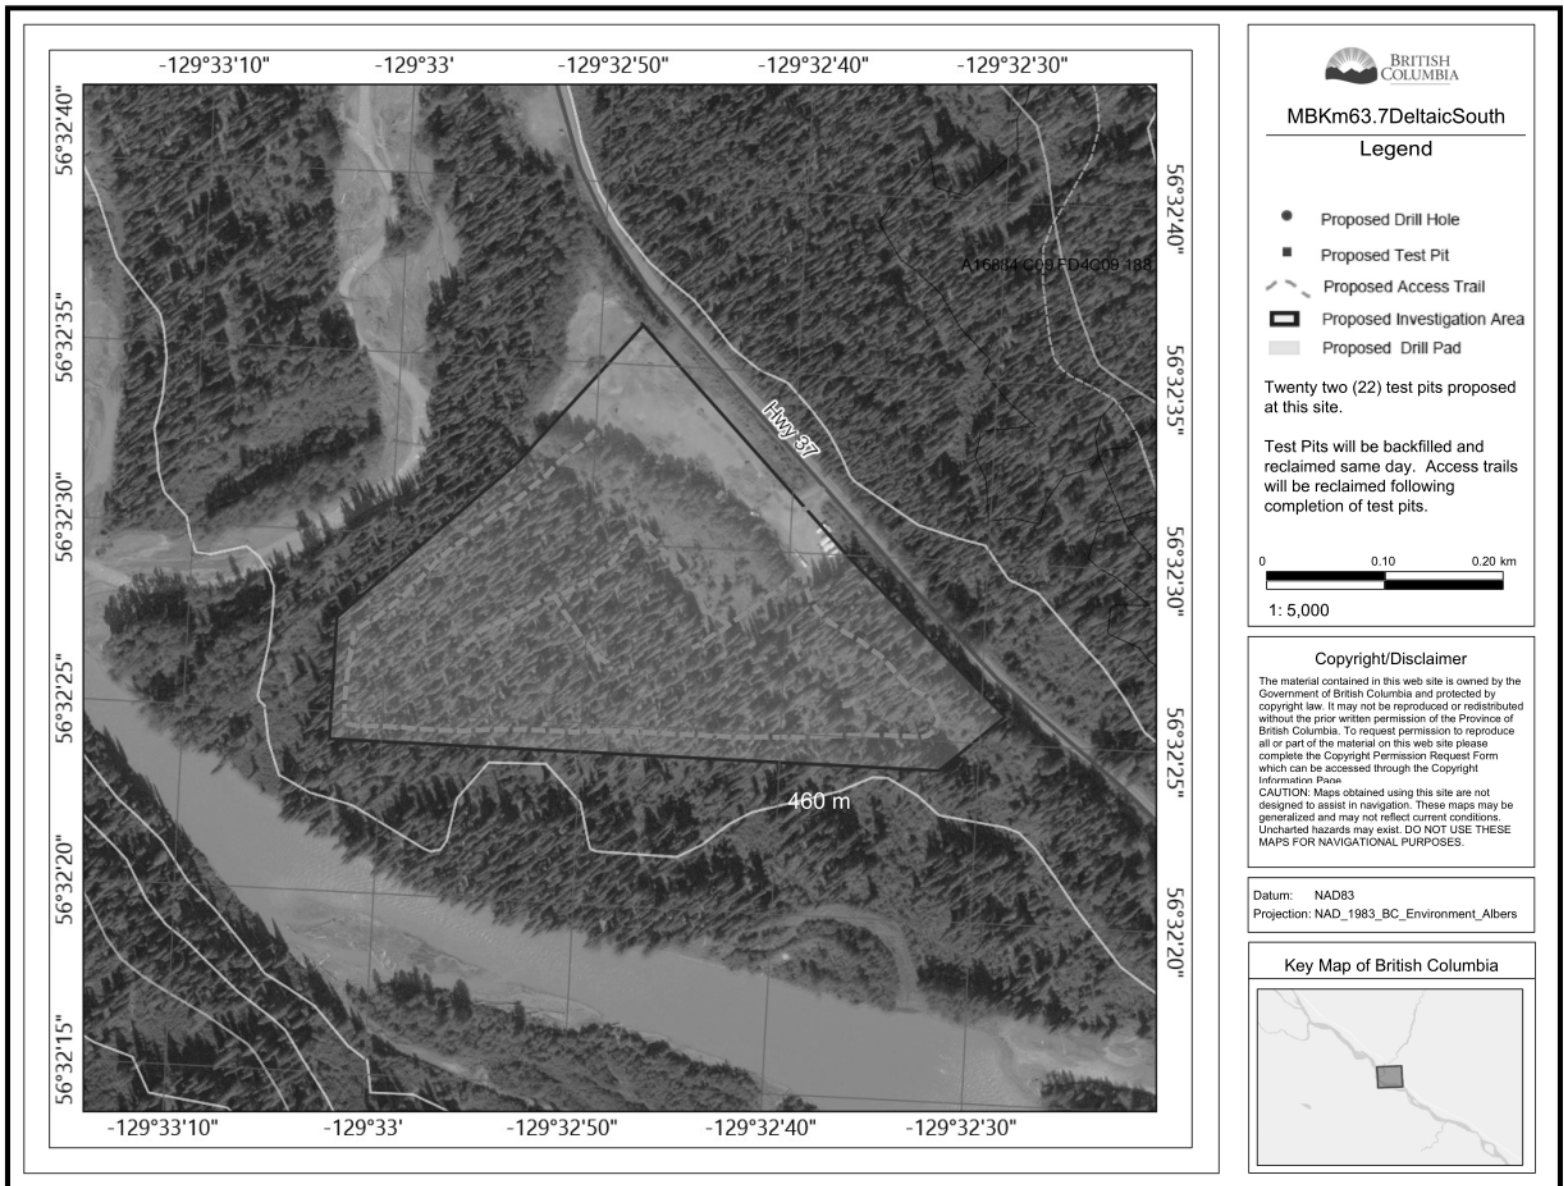 -129°33'10" -129°33' -129°32'50" -129°32'40" -129°32'30"
56°32'40"
56°32'35"
56°32'30"
56°32'25"
56°32'20"
56°32'15"
Hwy 37
460 m
56°32'40"
56°32'35"
56°32'30"
56°32'25"
56°32'20"
-129°33'10" -129°33' -129°32'50" -129°32'40" -129°32'30"
BRITISH
COLUMBIA
MBKm63.7DeltaicSouth
Legend
Proposed Drill Hole
Proposed Test Pit
Proposed Access Trail
Proposed Investigation Area
Proposed Drill Pad
Twenty two (22) test pits proposed
at this site.
Test Pits will be backfilled and
reclaimed same day. Access trails
will be reclaimed following
completion of test pits.
0 0.10 0.20 km
1: 5,000
Copyright/Disclaimer
The material contained in this web site is owned by the
Government of British Columbia and protected by
copyright law. It may not be reproduced or redistributed
without the prior written permission of the Province of
British Columbia. To request permission to reproduce
all or part of the material on this web site please
complete the Copyright Permission Request Form
which can be accessed through the Copyright
Information Page
CAUTION: Maps obtained using this site are not
designed to assist in navigation. These maps may be
generalized and may not reflect current conditions.
Uncharted hazards may exist. DO NOT USE THESE
MAPS FOR NAVIGATIONAL PURPOSES.
Datum: NAD83
Projection: NAD_1983_BC_Environment_Albers
Key Map of British Columbia